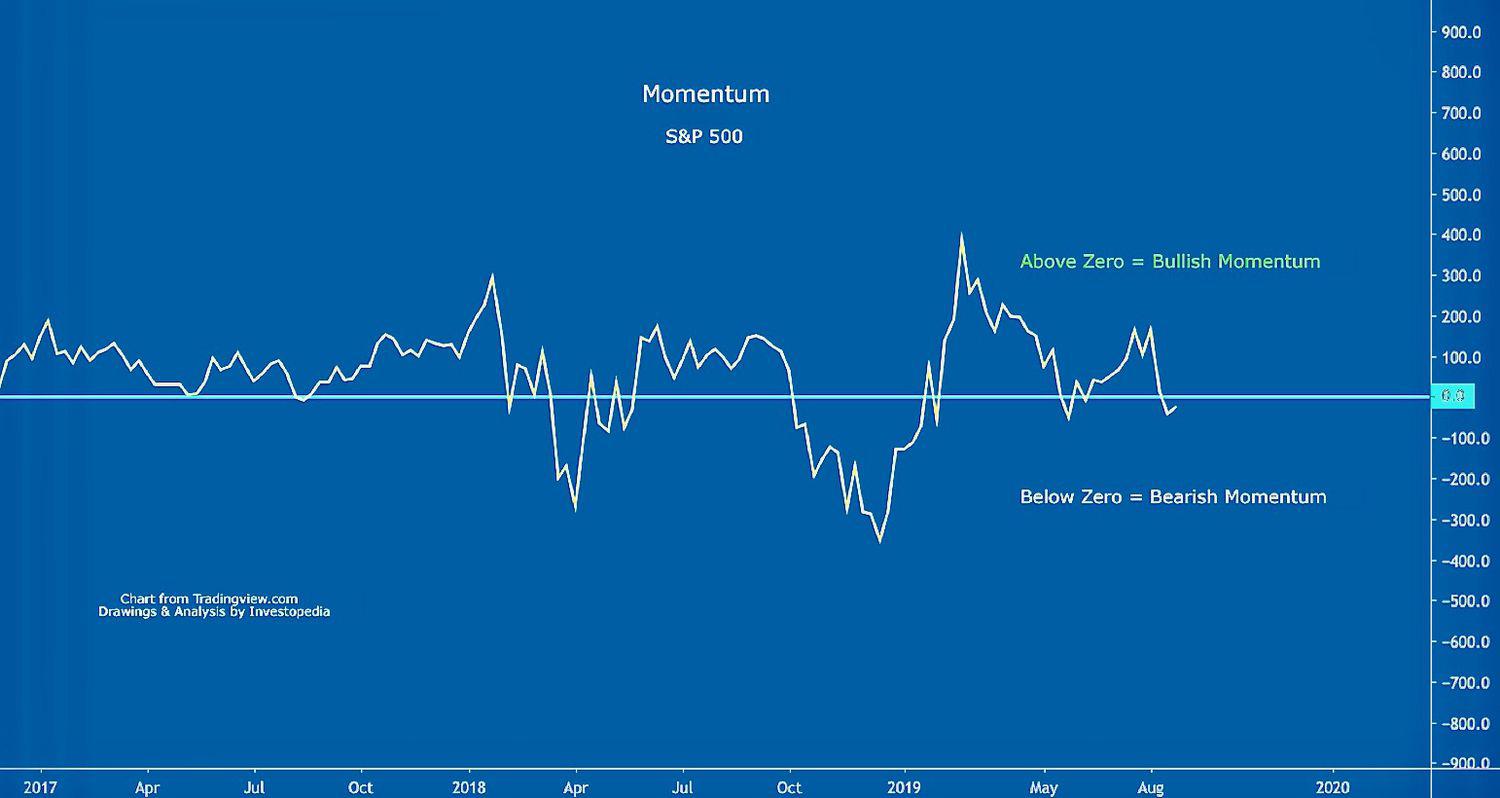 Momentum
S&P 500
Above Zero = Bullish Momentum
Below Zero = Bearish Momentum
Chart from Tradingview.com
Drawings & Analysis by Investopedia
900.0
800.0
700.0
600.0
500.0
400.0
300.0
200.0
100.0
0.0
−100.0
−200.0
−300.0
−400.0
−500.0
−600.0
−700.0
−800.0
−900.0
2017 Apr Jul Oct 2018 Apr Jul Oct 2019 May Aug 2020